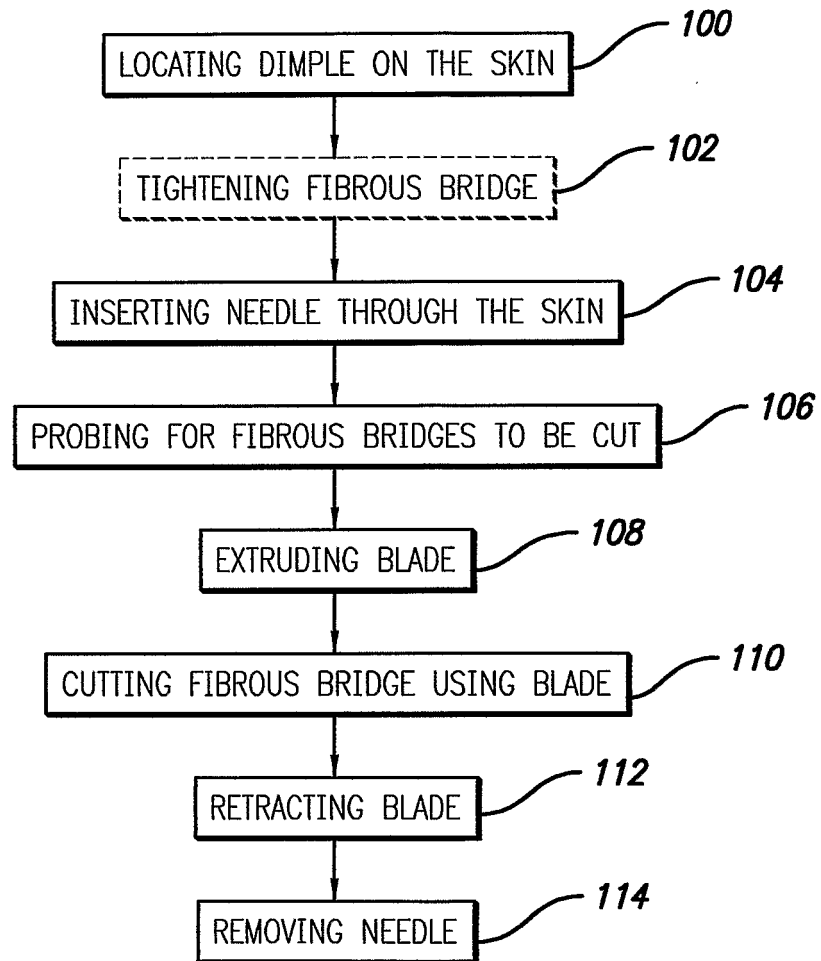 100
LOCATING DIMPLE ON THE SKIN
102
TIGHTENING FIBROUS BRIDGE
104
INSERTING NEEDLE THROUGH THE SKIN
106
PROBING FOR FIBROUS BRIDGES TO BE CUT
108
EXTRUDING BLADE
110
CUTTING FIBROUS BRIDGE USING BLADE
112
RETRACTING BLADE
114
REMOVING NEEDLE